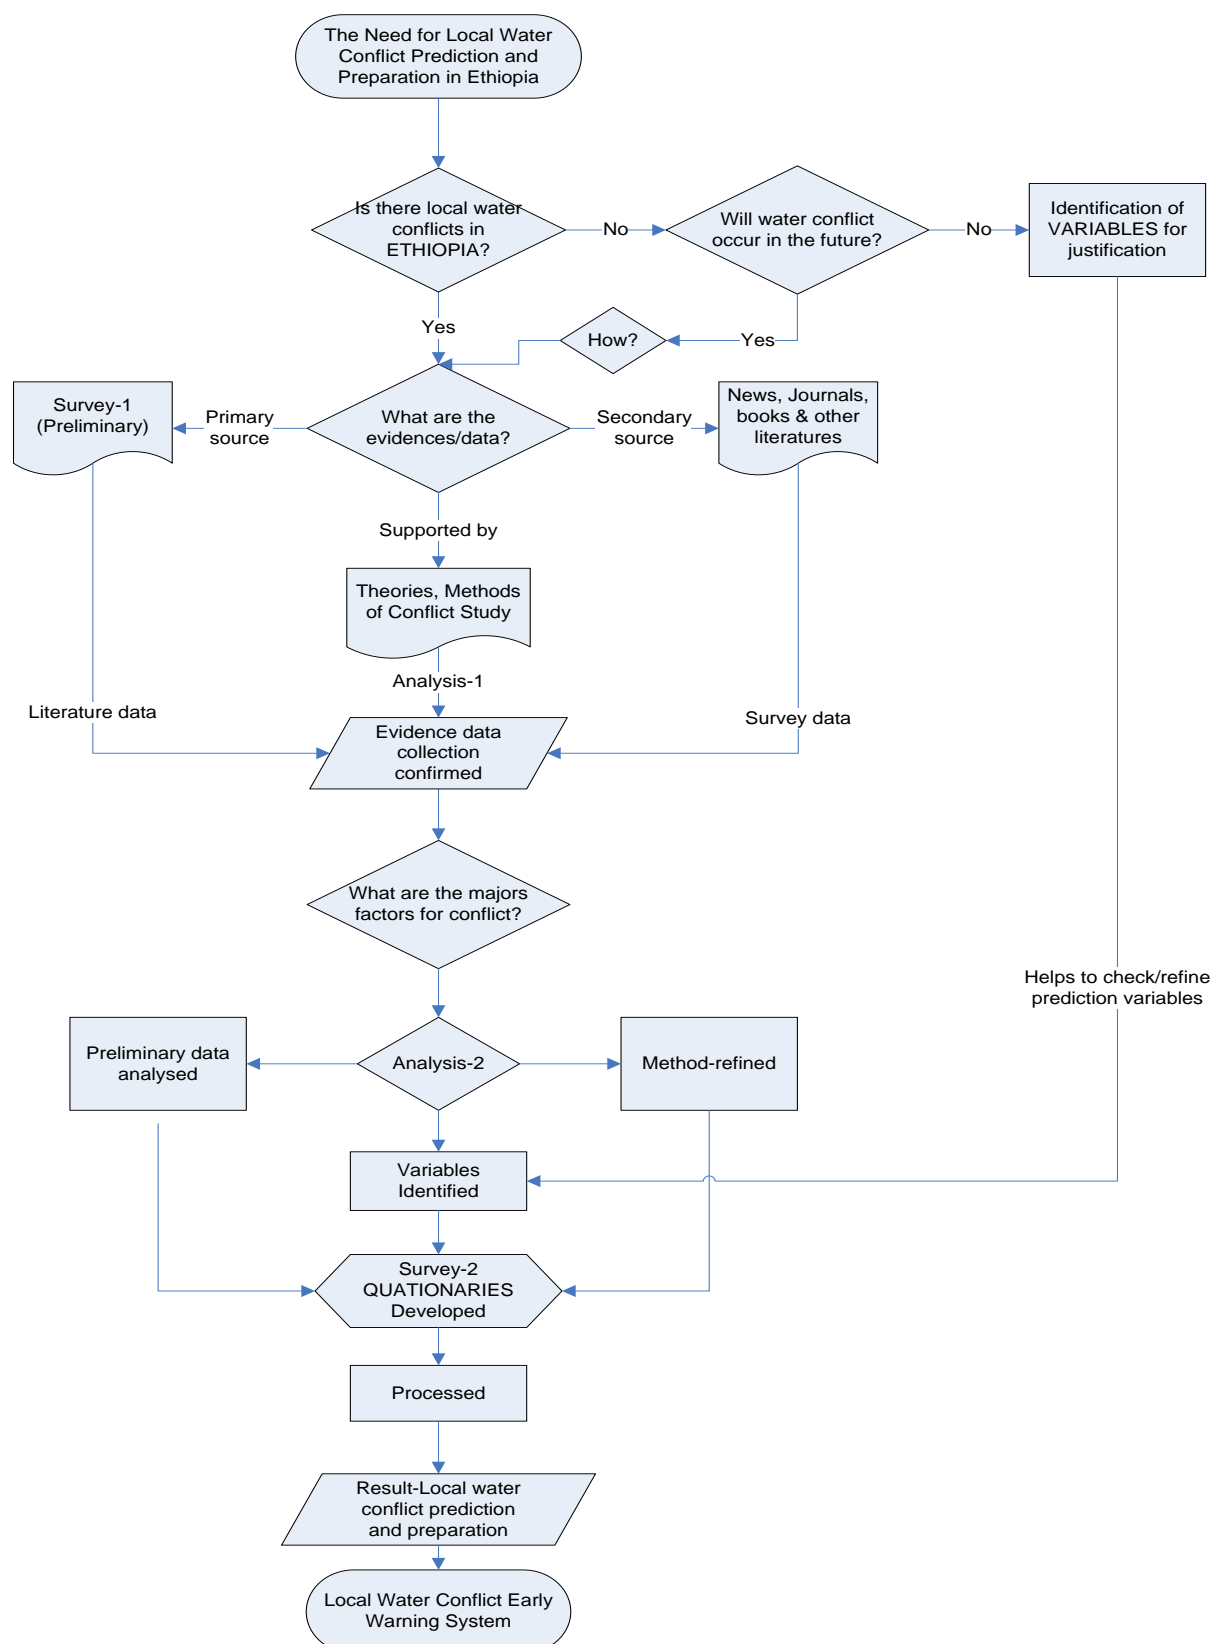 The Need for Local Water
Conflict Prediction and
Preparation in Ethiopia
Is there local water
conflicts in
ETHIOPIA?
No
Will water conflict
occur in the future?
No
Identification of
VARIABLES for
justification
Yes
How?
Yes
Survey-1
(Preliminary)
Primary
source
What are the
evidences/data?
Secondary
source
News, Journals,
books & other
literatures
Supported by
Theories, Methods
of Conflict Study
Analysis-1
Literature data
Survey data
Evidence data
collection
confirmed
What are the majors
factors for conflict?
Helps to check/refine
prediction variables
Preliminary data
analysed
Analysis-2
Method-refined
Variables
Identified
Survey-2
QUATIONARIES
Developed
Processed
Result-Local water
conflict prediction
and preparation
Local Water Conflict Early
Warning System